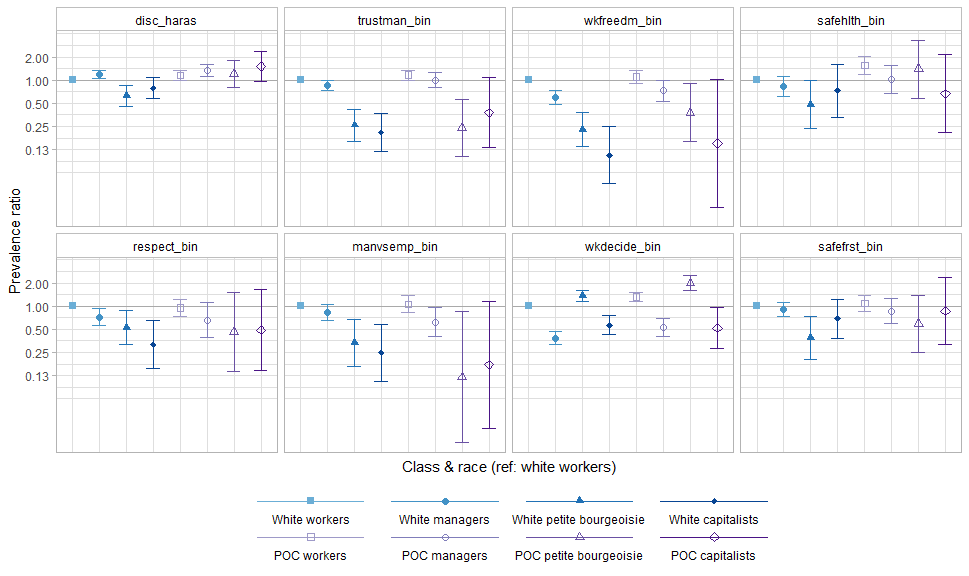 disc_haras trustman_bin wkfreedm_bin safehlth_bin
2.00
1.00
0.50
0.25
0.13
respect_bin manvsemp_bin wkdecide_bin safefrst_bin
2.00
1.00
0.50
0.25
0.13
Prevalence ratio
Class & race (ref: white workers)
White workers White managers White petite bourgeoisie White capitalists
POC workers POC managers POC petite bourgeoisie POC capitalists